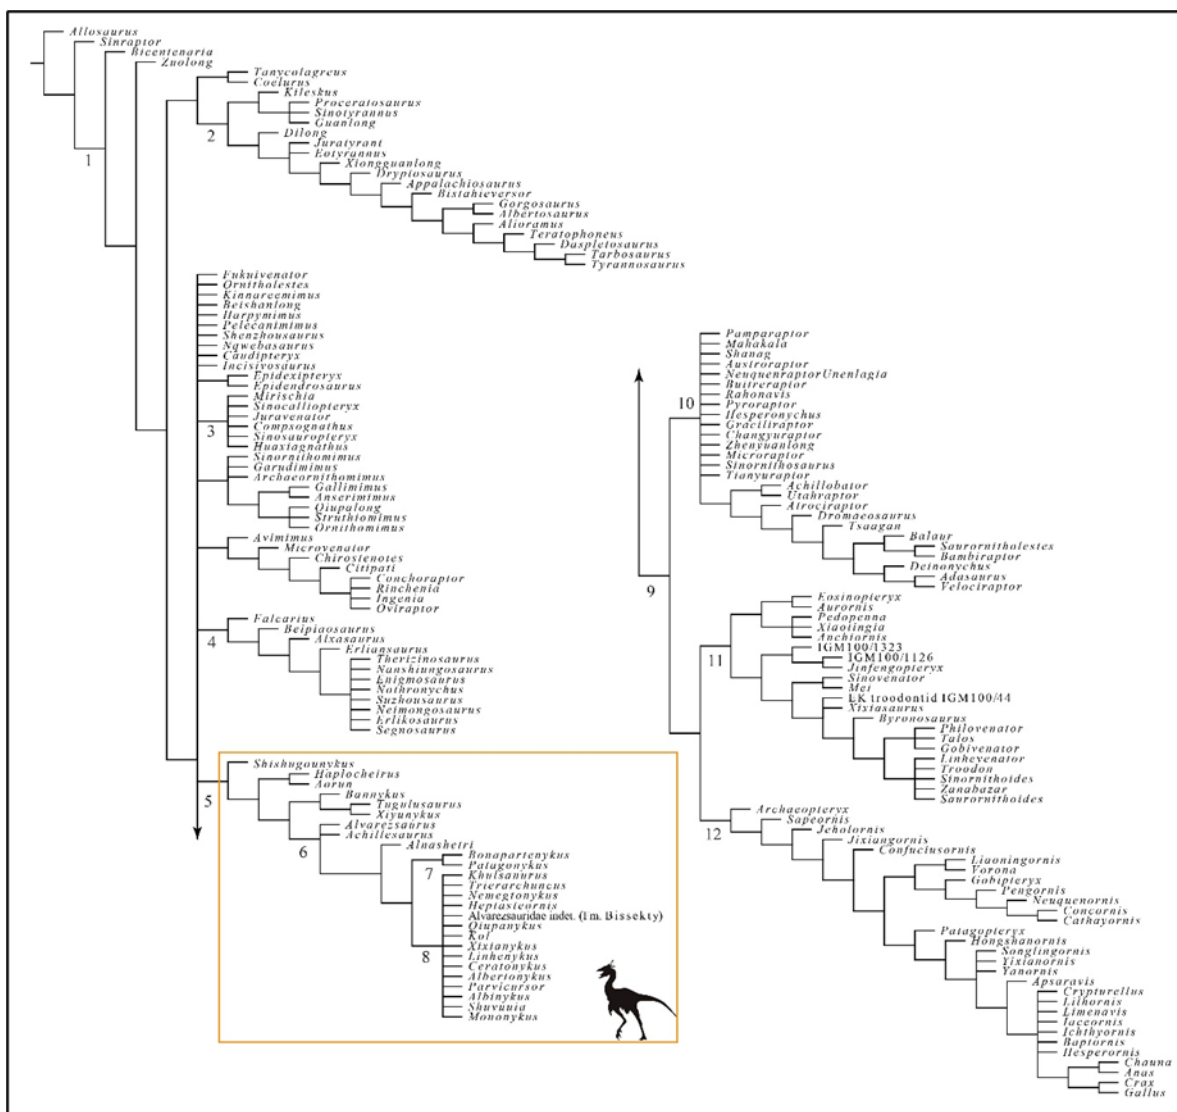 Allosaurus
Sinraptor
Bicentenaria
Zuolong
Tanycolagreus
Coelurus
Kileskus
Proceratosaurus
Sinotyrannus
Guanlong
2
Dilong
Juratyrant
Eotyrannus
1
Xiongguanlong
Dryptosaurus
Appalachiosaurus
Bistahieversor
Gorgosaurus
Albertosaurus
Alioramus
Teratophoneus
Daspletosaurus
Tarbosaurus
Tyrannosaurus
Fukuivenator
Ornitholestes
Kinnareemimus
Beishanlong
Harpymimus
Pelecanimimus
Shenzhousaurus
Nqwebasaurus
Caudipteryx
Incisivosaurus
Epidexipteryx
Epidendrosaurus
Mirischia
Sinocalliopteryx
Juravenator
Compsognathus
3
Sinosauropteryx
Huaxiagnathus
Sinornithomimus
Garudimimus
Archaeornithomimus
Gallimimus
Anserimimus
Qiupalong
Struthiomimus
Ornithomimus
Avimimus
Microvenator
Chirostenotes
Citipati
Conchoraptor
Rinchenia
Ingenia
Oviraptor
Falcarius
Beipiaosaurus
4
Alxasaurus
Erliansaurus
Therizinosaurus
Nanshiungosaurus
Enigmosaurus
Nothronychus
Suzhousaurus
Neimongosaurus
Erlikosaurus
Segnosaurus
Shishugounykus
Haplocheirus
Aorun
5
Bannykus
Tugulusaurus
Xiyunykus
Alvarezsaurus
Achillesaurus
6
Alnashetri
Bonapartenykus
Patagonykus
7
Khulsanurus
Trierarchuncus
Nemegtonykus
Heptasteornis
Alvarezsauridae indet. (Fm. Bissekty)
Qiupanykus
Kol
Xixianykus
8
Linhenykus
Ceratonykus
Albertonykus
Parvicursor
Albinykus
Shuvuuia
Mononykus
Pamparaptor
Mahakala
Shanag
Austroraptor
NeuquenraptorUnenlagia
Buitreraptor
Rahonavis
10
Pyroraptor
Hesperonychus
Graciliraptor
Changyuraptor
Zhenyuanlong
Microraptor
Sinornithosaurus
Tianyuraptor
Achillobator
Utahraptor
Atrociraptor
Dromaeosaurus
Tsaagan
Balaur
Saurornitholestes
Bambiraptor
Deinonychus
Adasaurus
Velociraptor
9
Eosinopteryx
Aurornis
Pedopenna
Xiaotingia
Anchiornis
IGM100/1323
11
IGM100/1126
Jinfengopteryx
Sinovenator
Mei
EK troodontid IGM100/44
Xixiasaurus
Byronosaurus
Philovenator
Talos
Gobivenator
Linhevenator
Troodon
Sinornithoides
Zanabazar
Saurornithoides
Archaeopteryx
Sapeornis
12
Jeholornis
Jixiangornis
Confuciusornis
Liaoningornis
Vorona
Gobipteryx
Pengornis
Neuquenornis
Concornis
Cathayornis
Patagopteryx
Hongshanornis
Songlingornis
Yixianornis
Yanornis
Apsaravis
Crypturellus
Lithornis
Limenavis
Iaceornis
Ichthyornis
Baptornis
Hesperornis
Chauna
Anas
Crax
Gallus